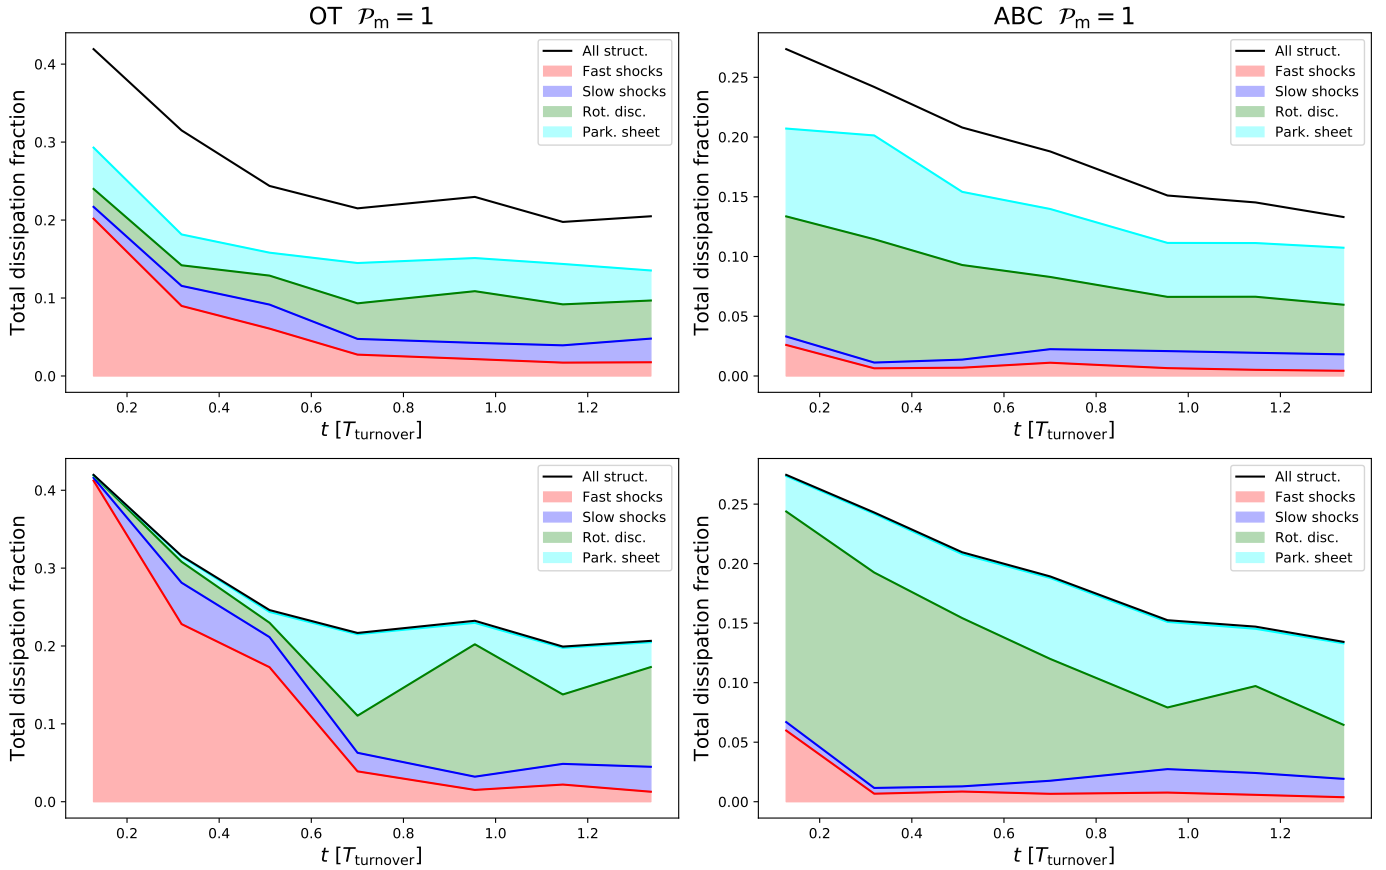 OT 𝒫m = 1
Total dissipation fraction
0.4
0.3
0.2
0.1
0.0
All struct.
Fast shocks
Slow shocks
Rot. disc.
Park. sheet
0.2 0.4 0.6 0.8 1.0 1.2
t [Tturnover]
ABC 𝒫m = 1
Total dissipation fraction
0.25
0.20
0.15
0.10
0.05
0.00
All struct.
Fast shocks
Slow shocks
Rot. disc.
Park. sheet
0.2 0.4 0.6 0.8 1.0 1.2
t [Tturnover]
Total dissipation fraction
0.4
0.3
0.2
0.1
0.0
All struct.
Fast shocks
Slow shocks
Rot. disc.
Park. sheet
0.2 0.4 0.6 0.8 1.0 1.2
t [Tturnover]
Total dissipation fraction
0.25
0.20
0.15
0.10
0.05
0.00
All struct.
Fast shocks
Slow shocks
Rot. disc.
Park. sheet
0.2 0.4 0.6 0.8 1.0 1.2
t [Tturnover]